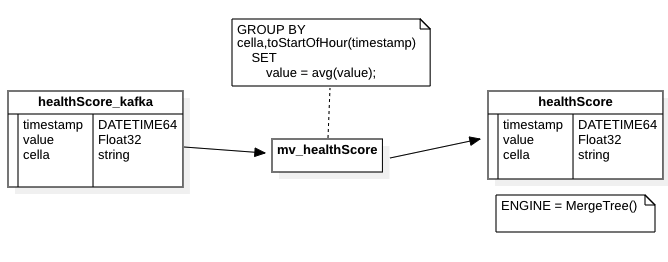 GROUP BY
cella,toStartOfHour(timestamp)
SET
value = avg(value);
healthScore_kafka
timestamp DATETIME64
value Float32
cella string
mv_healthScore
healthScore
timestamp DATETIME64
value Float32
cella string
ENGINE = MergeTree()